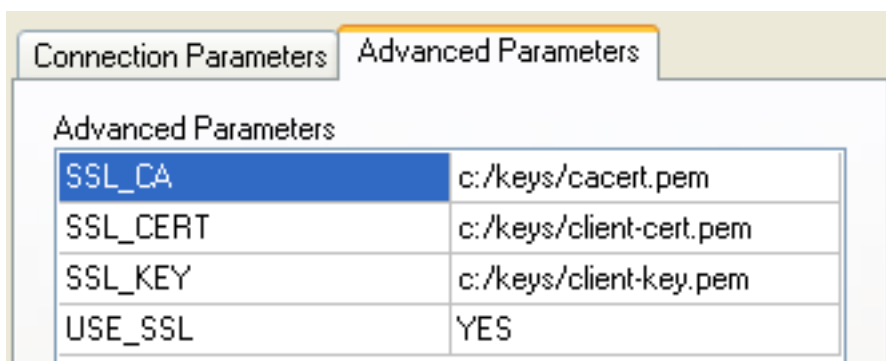 Connection Parameters Advanced Parameters
Advanced Parameters
SSL_CA c:/keys/cacert.pem
SSL_CERT c:/keys/client-cert.pem
SSL_KEY c:/keys/client-key.pem
USE_SSL YES